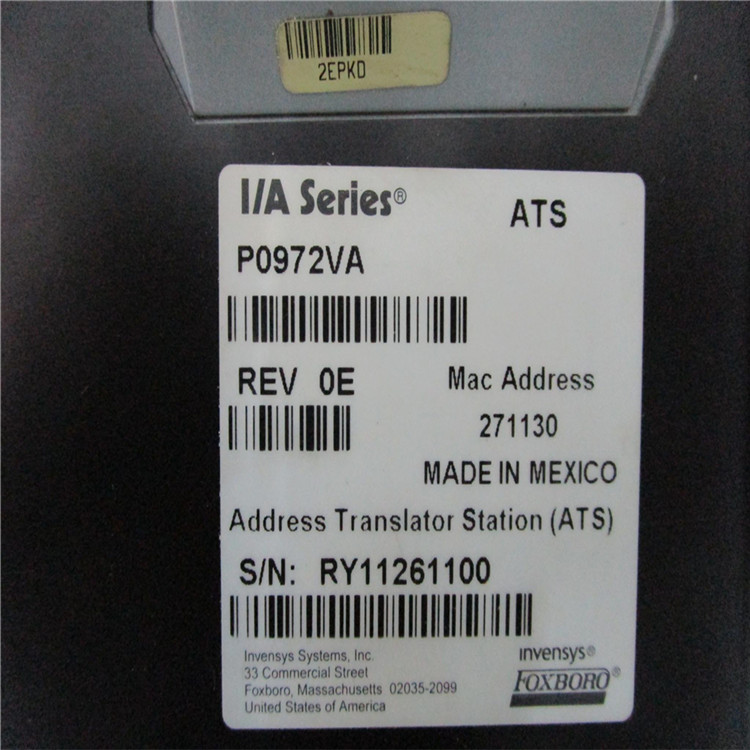 2EPKD
I/A Series® ATS
P0972VA
REV 0E Mac Address
271130
MADE IN MEXICO
Address Translator Station (ATS)
S/N: RY11261100
Invensys Systems, Inc.
33 Commercial Street
Foxboro, Massachusetts 02035-2099
United States of America
invensys®
FOXBORO®